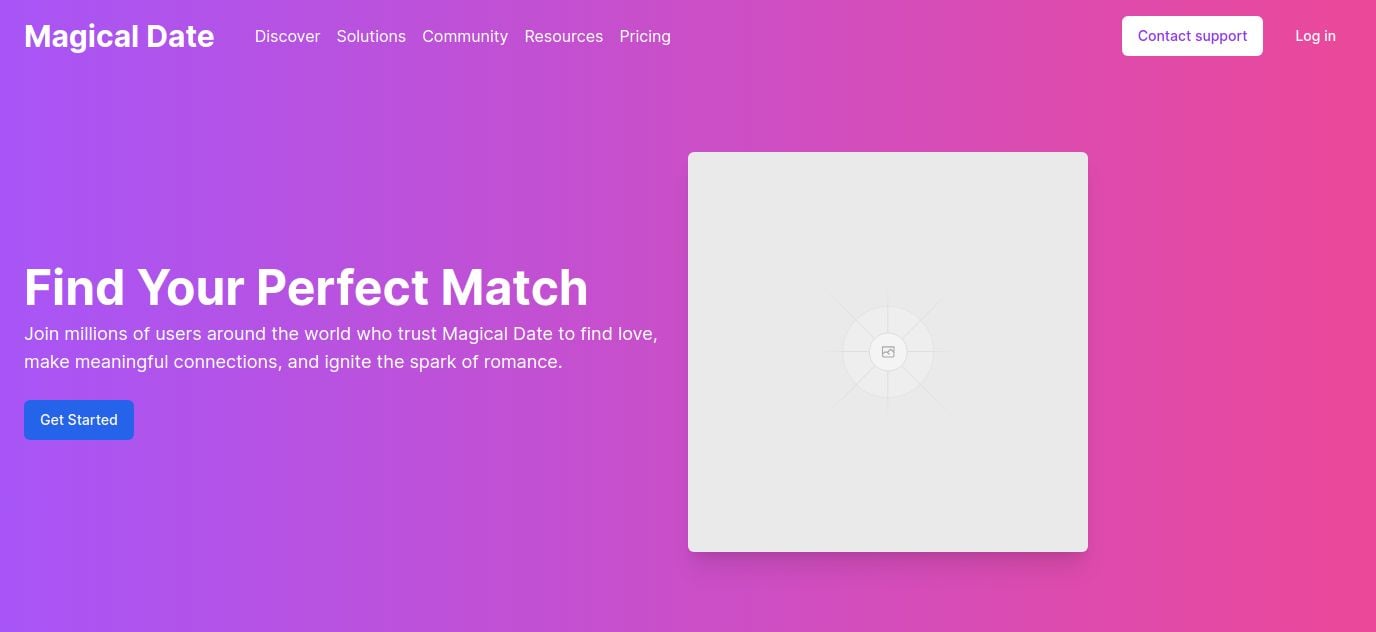 Magical Date
Discover Solutions Community Resources Pricing
Contact support
Log in
Find Your Perfect Match
Join millions of users around the world who trust Magical Date to find love,
make meaningful connections, and ignite the spark of romance.
Get Started